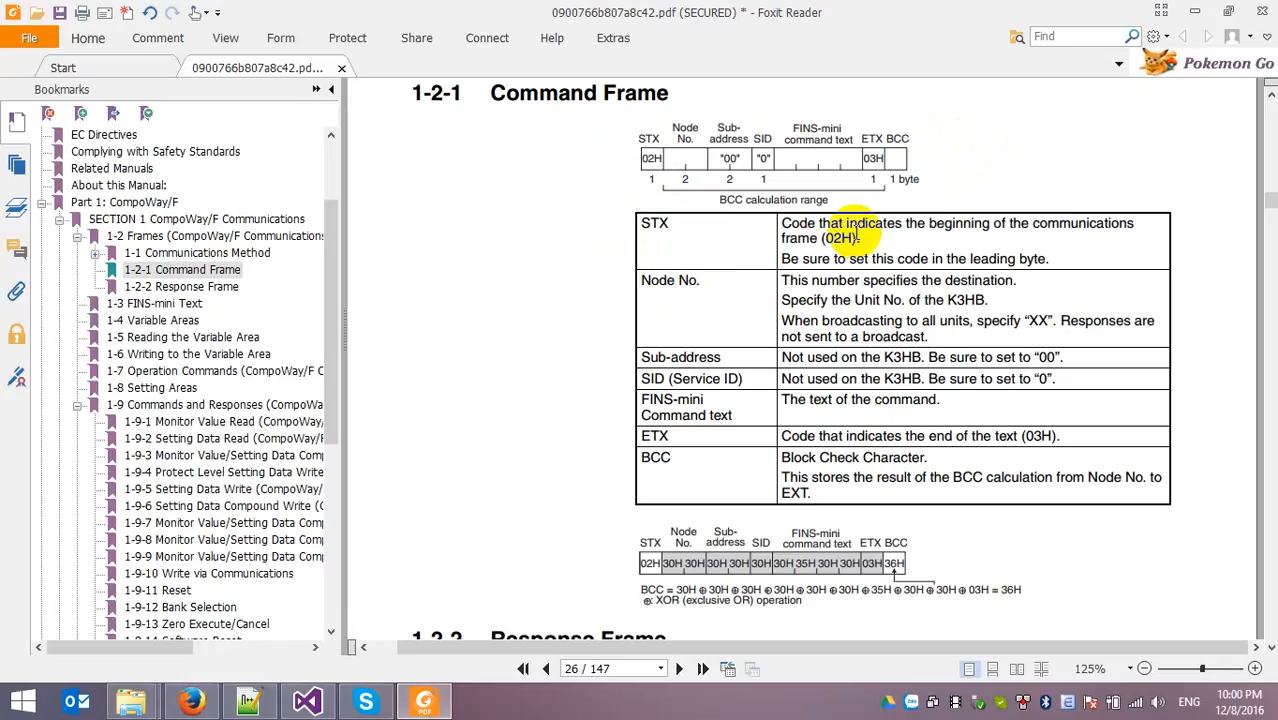 0900766b807a8c42.pdf (SECURED) * - Foxit Reader
File Home Comment View Form Protect Share Connect Help Extras
Find
Start
0900766b807a8c42.pd...
Pokemon Go
Bookmarks
EC Directives
Complying with Safety Standards
Related Manuals
About this Manual:
Part 1: CompoWay/F
SECTION 1 CompoWay/F Communications
1-2 Frames (CompoWay/F Communications
1-1 Communications Method
1-2-1 Command Frame
1-2-2 Response Frame
1-3 FINS-mini Text
1-4 Variable Areas
1-5 Reading the Variable Area
1-6 Writing to the Variable Area
1-7 Operation Commands (CompoWay/F
1-8 Setting Areas
1-9 Commands and Responses (CompoWa
1-9-1 Monitor Value Read (CompoWay/
1-9-2 Setting Data Read (CompoWay/F
1-9-3 Monitor Value/Setting Data Comp
1-9-4 Protect Level Setting Data Write
1-9-5 Setting Data Write (CompoWay/F
1-9-6 Setting Data Compound Write (C
1-9-7 Monitor Value/Setting Data Com
1-9-8 Monitor Value/Setting Data Com
1-9-9 Monitor Value/Setting Data Com
1-9-10 Write via Communications
1-9-11 Reset
1-9-12 Bank Selection
1-9-13 Zero Execute/Cancel
1-9-14 Software Reset
1-2-1 Command Frame
STX Node No. Sub-address SID FINS-mini command text ETX BCC
02H "00" "0" 03H
1 2 2 1 1 1 byte
BCC calculation range
STX Code that indicates the beginning of the communications
frame (02H).
Be sure to set this code in the leading byte.
Node No. This number specifies the destination.
Specify the Unit No. of the K3HB.
When broadcasting to all units, specify “XX”. Responses are
not sent to a broadcast.
Sub-address Not used on the K3HB. Be sure to set to “00”.
SID (Service ID) Not used on the K3HB. Be sure to set to “0”.
FINS-mini The text of the command.
Command text
ETX Code that indicates the end of the text (03H).
BCC Block Check Character.
This stores the result of the BCC calculation from Node No. to
EXT.
STX Node No. Sub-address SID FINS-mini command text ETX BCC
02H 30H 30H 30H 30H 30H 30H 35H 30H 30H 03H 36H
BCC = 30H ⊕ 30H ⊕ 30H ⊕ 30H ⊕ 30H ⊕ 30H ⊕ 35H ⊕ 30H ⊕ 30H ⊕ 03H = 36H
⊕: XOR (exclusive OR) operation
1-2-2 Response Frame
26 / 147
125%
ENG
10:00 PM
12/8/2016